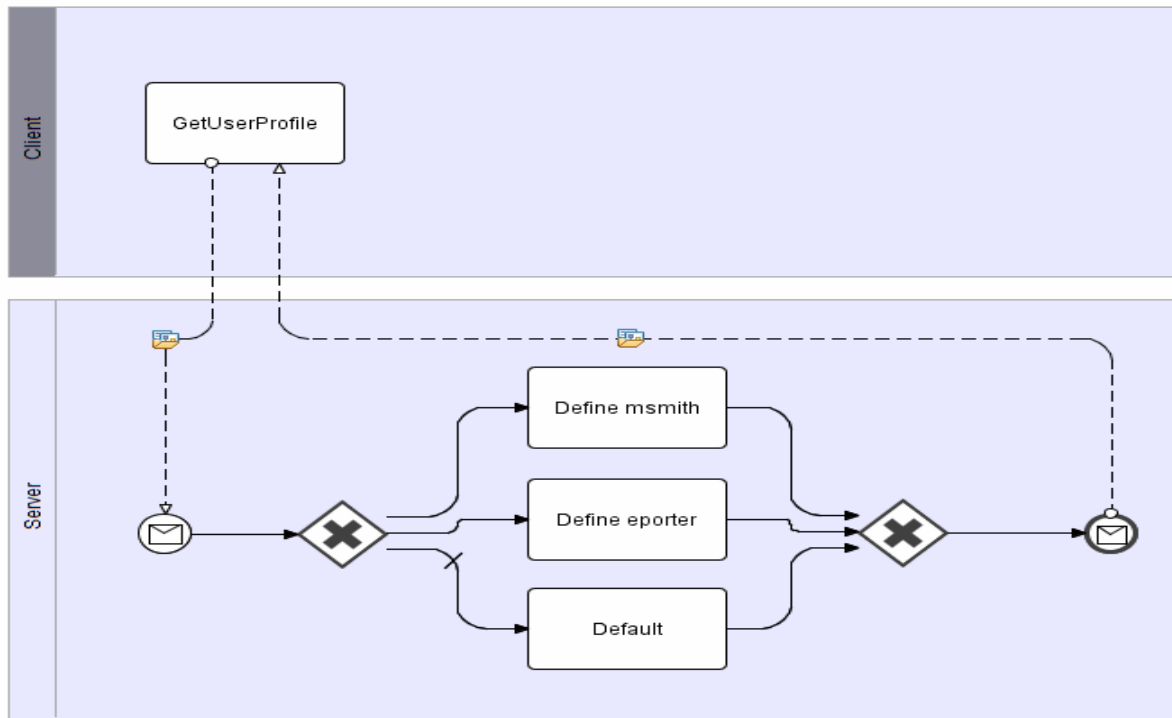 Client
GetUserProfile
Server
Define msmith
Define eporter
Default